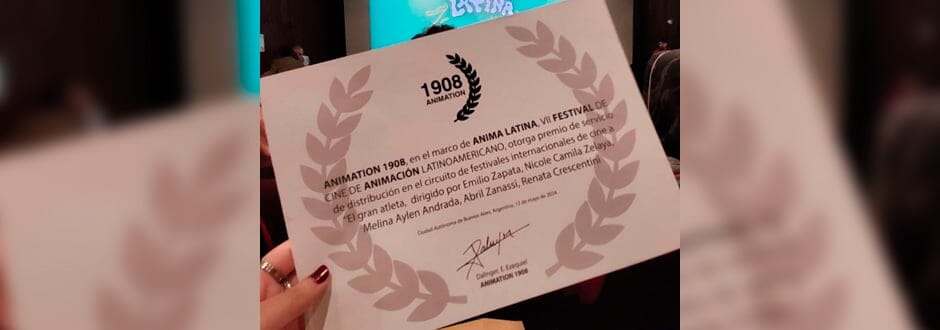 LATINA
1908
ANIMATION
ANIMATION 1908, en el marco de ANIMA LATINA, VII FESTIVAL DE
CINE DE ANIMACIÓN LATINOAMERICANO, otorga premio de servicio
de distribución en el circuito de festivales internacionales de cine a
"El gran atleta, dirigido por Emilio Zapata, Nicole Camila Zelaya,
Melina Aylen Andrada, Abril Zanassi, Renata Crescentini
Ciudad Autónoma de Buenos Aires, Argentina, 12 de mayo de 2024.
Dalinger, E. Ezequiel
ANIMATION 1908